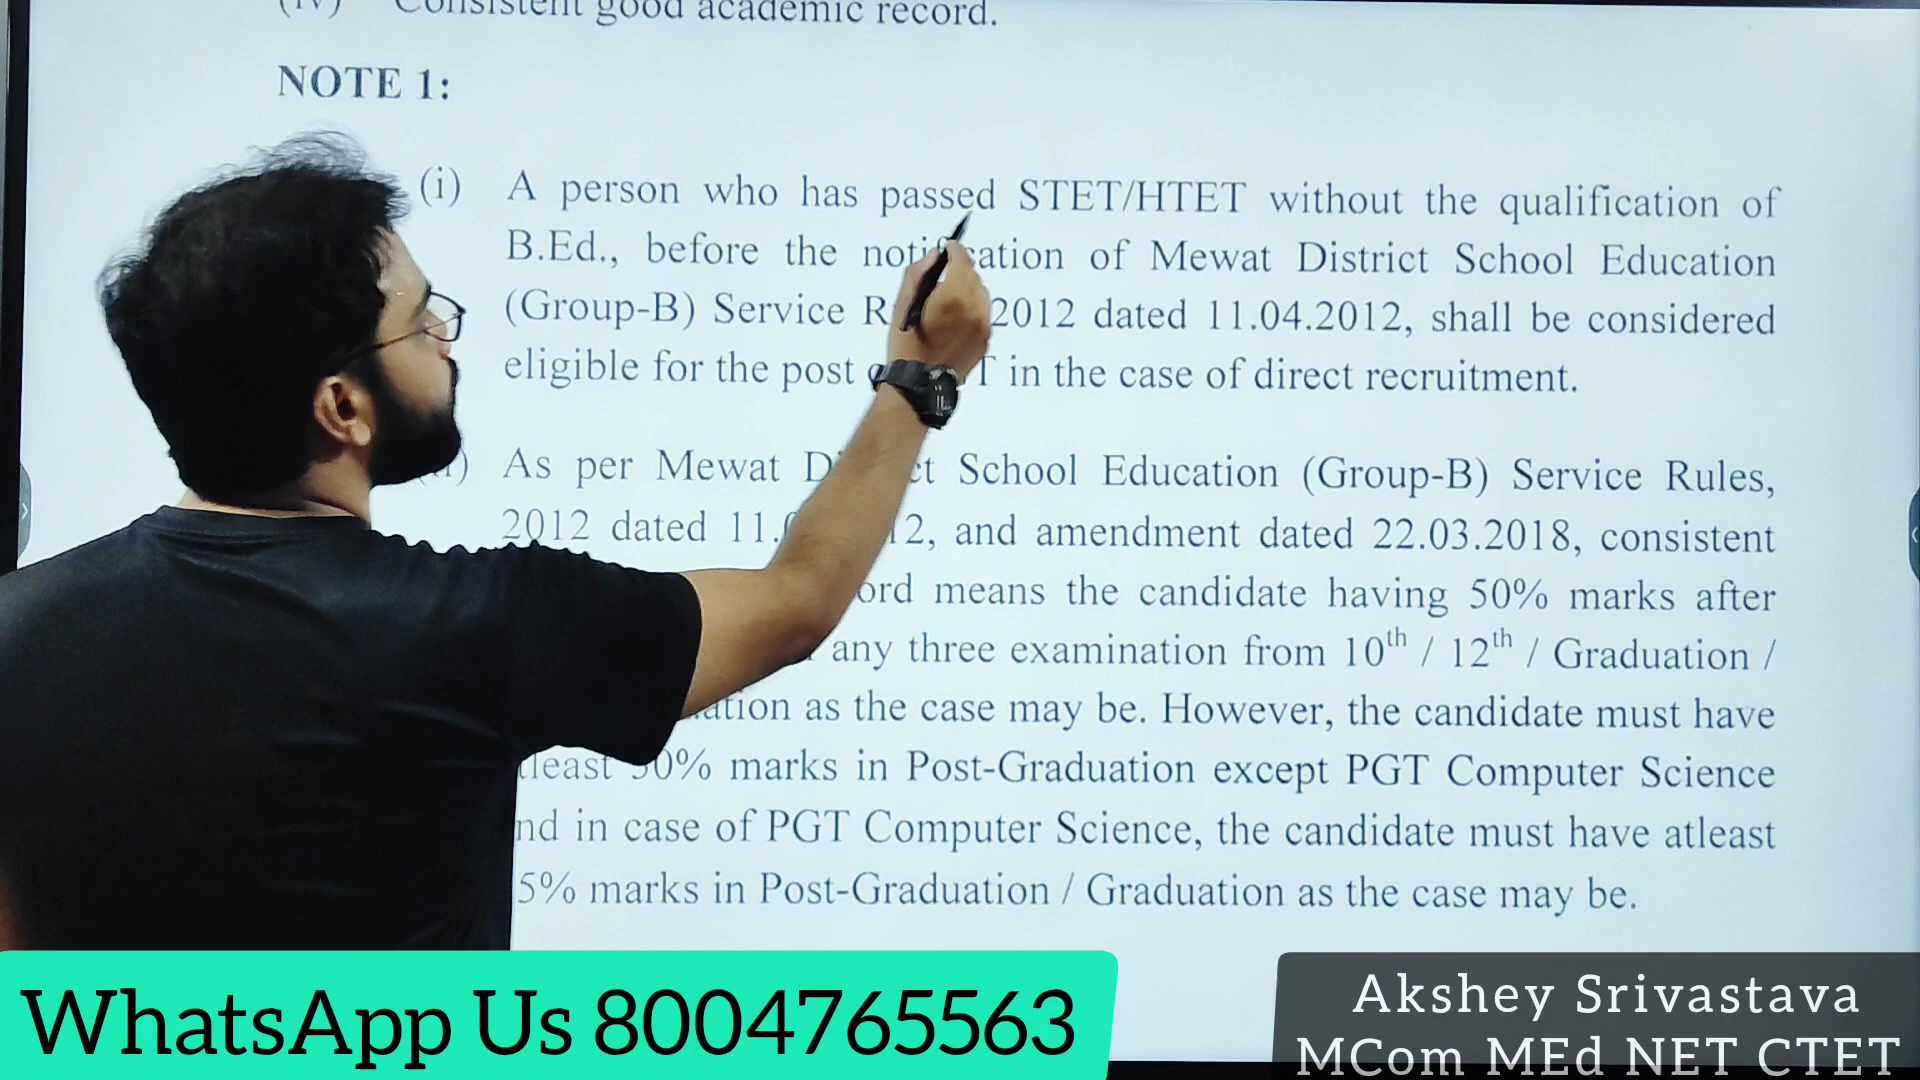 (iv) Consistent good academic record.
NOTE 1:
(i) A person who has passed STET/HTET without the qualification of
B.Ed., before the notification of Mewat District School Education
(Group-B) Service 2012 dated 11.04.2012, shall be considered
eligible for the post T in the case of direct recruitment.
As per Mewat District School Education (Group-B) Service Rules,
2012 dated 11. 12, and amendment dated 22.03.2018, consistent
ord means the candidate having 50% marks after
any three examination from 10th / 12th / Graduation /
ation as the case may be. However, the candidate must have
atleast 50% marks in Post-Graduation except PGT Computer Science
and in case of PGT Computer Science, the candidate must have atleast
5% marks in Post-Graduation / Graduation as the case may be.
WhatsApp Us 8004765563
Akshey Srivastava
MCom MEd NET CTET